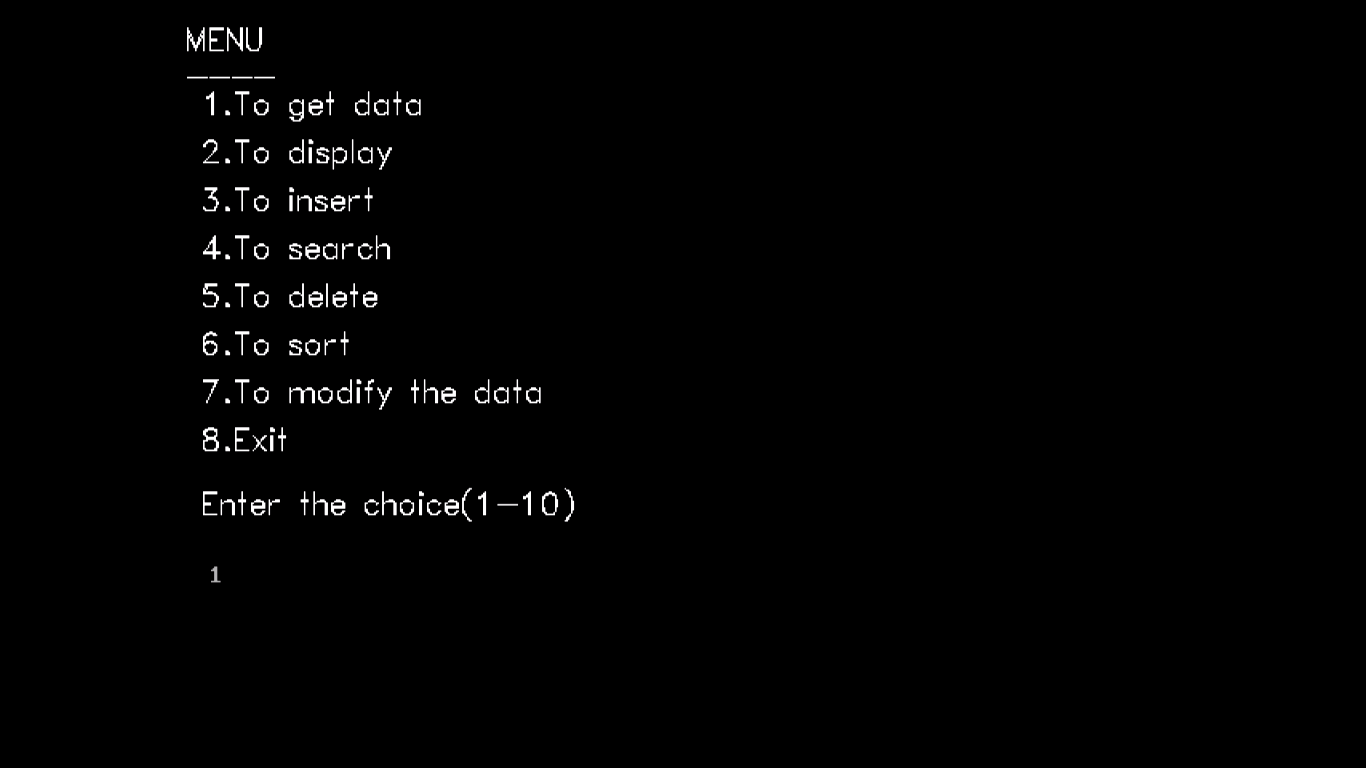 MENU
____
1.To get data
2.To display
3.To insert
4.To search
5.To delete
6.To sort
7.To modify the data
8.Exit
Enter the choice(1-10)
1